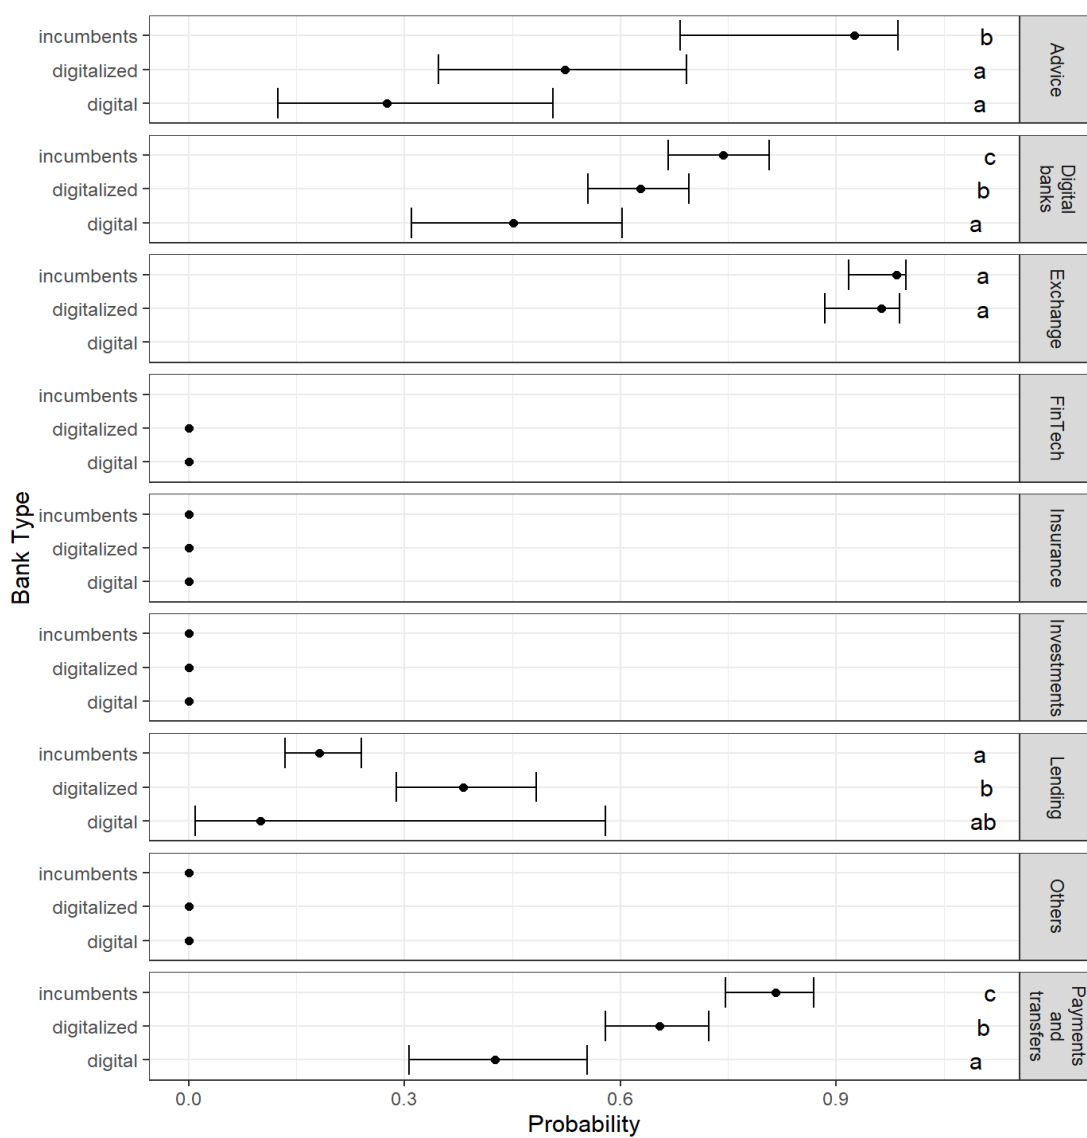 incumbents
b
digitalized
a
digital
a
Advice
incumbents
c
digitalized
b
digital
a
Digital
banks
incumbents
a
digitalized
a
digital
Exchange
incumbents
digitalized
digital
FinTech
incumbents
digitalized
digital
Insurance
incumbents
digitalized
digital
Investments
incumbents
a
digitalized
b
digital
ab
Lending
incumbents
digitalized
digital
Others
incumbents
c
digitalized
b
digital
a
Payments
and
transfers
Bank Type
0.0
0.3
0.6
0.9
Probability